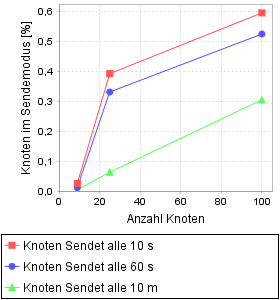 Knoten im Sendemodus [%]
0,6
0,5
0,4
0,3
0,2
0,1
0,0
0 20 40 60 80 100
Anzahl Knoten
Knoten Sendet alle 10 s
Knoten Sendet alle 60 s
Knoten Sendet alle 10 m